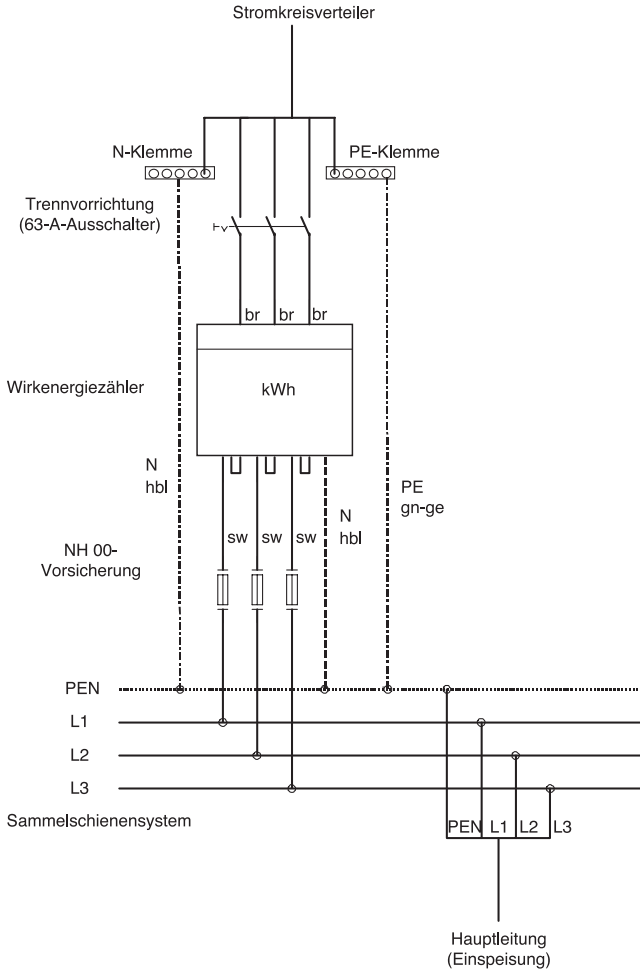 Stromkreisverteiler
N-Klemme
PE-Klemme
Trennvorrichtung
(63-A-Ausschalter)
br
br
br
Wirkenergiezähler
kWh
N
hbl
PE
gn-ge
N
hbl
sw
sw
sw
NH 00-
Vorsicherung
PEN
L1
L2
L3
Sammelschienensystem
PEN
L1
L2
L3
Hauptleitung
(Einspeisung)